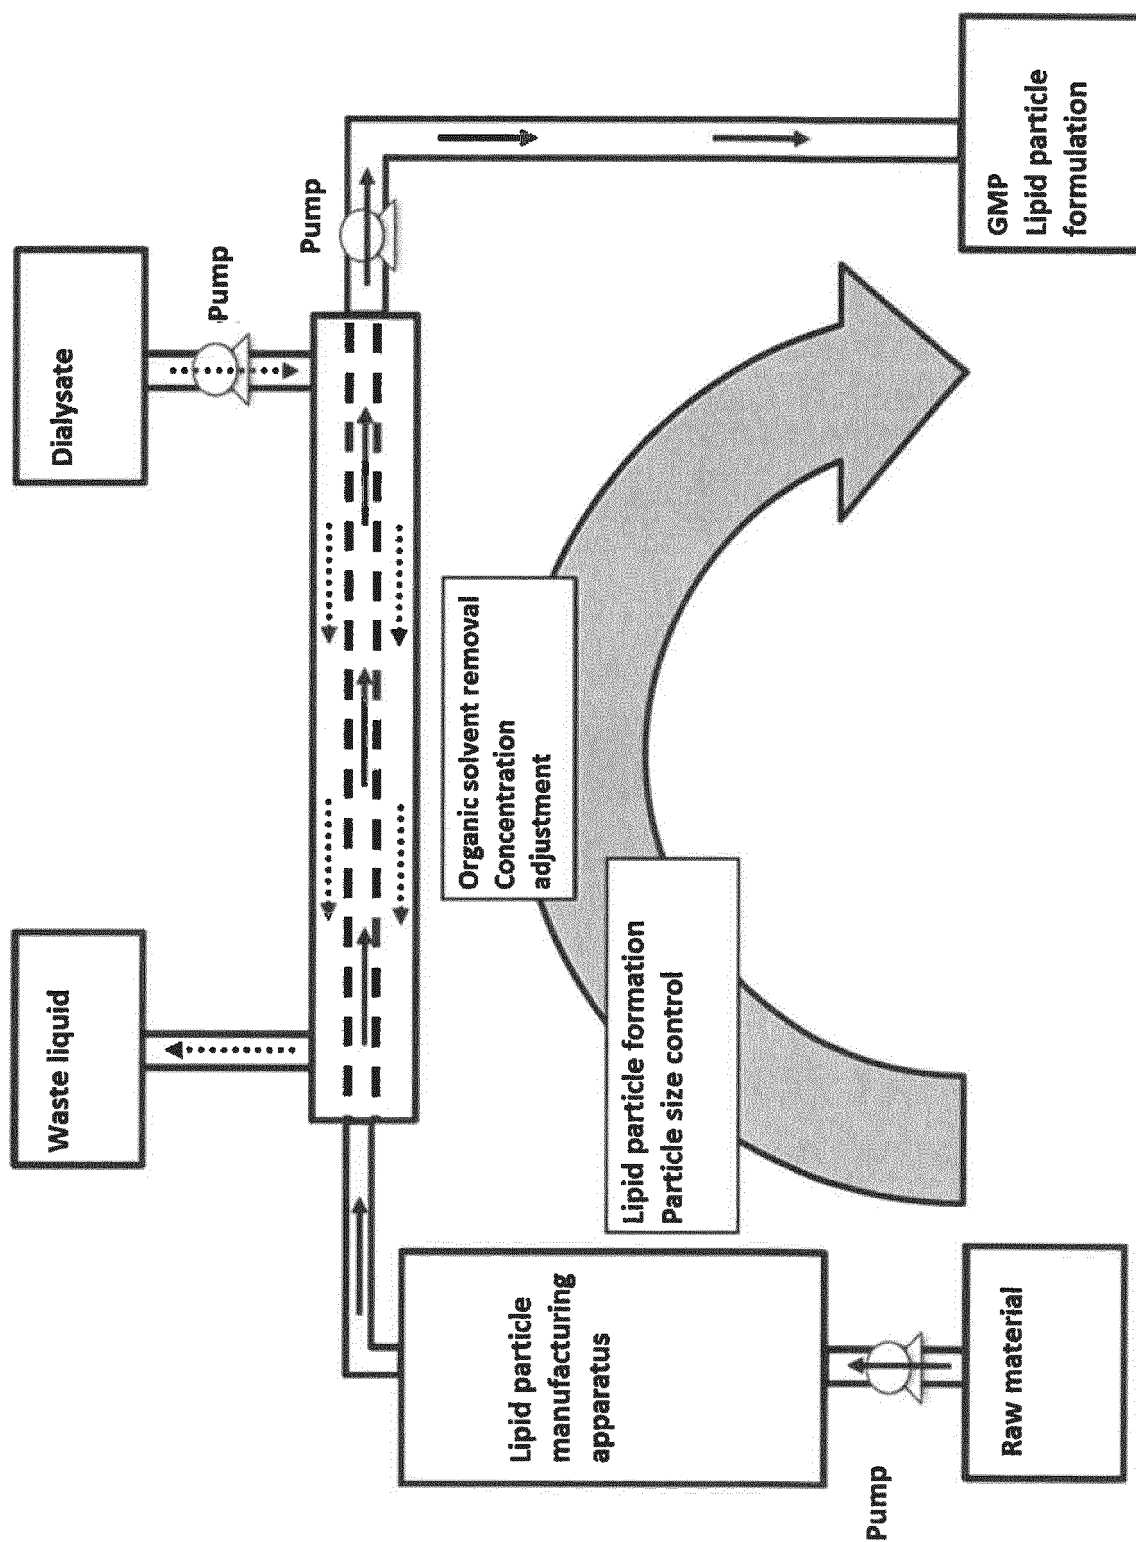 Waste liquid
Dialysate
Pump
Pump
Lipid particle
manufacturing
apparatus
Organic solvent removal
Concentration
adjustment
Lipid particle formation
Particle size control
Pump
Raw material
GMP
Lipid particle
formulation